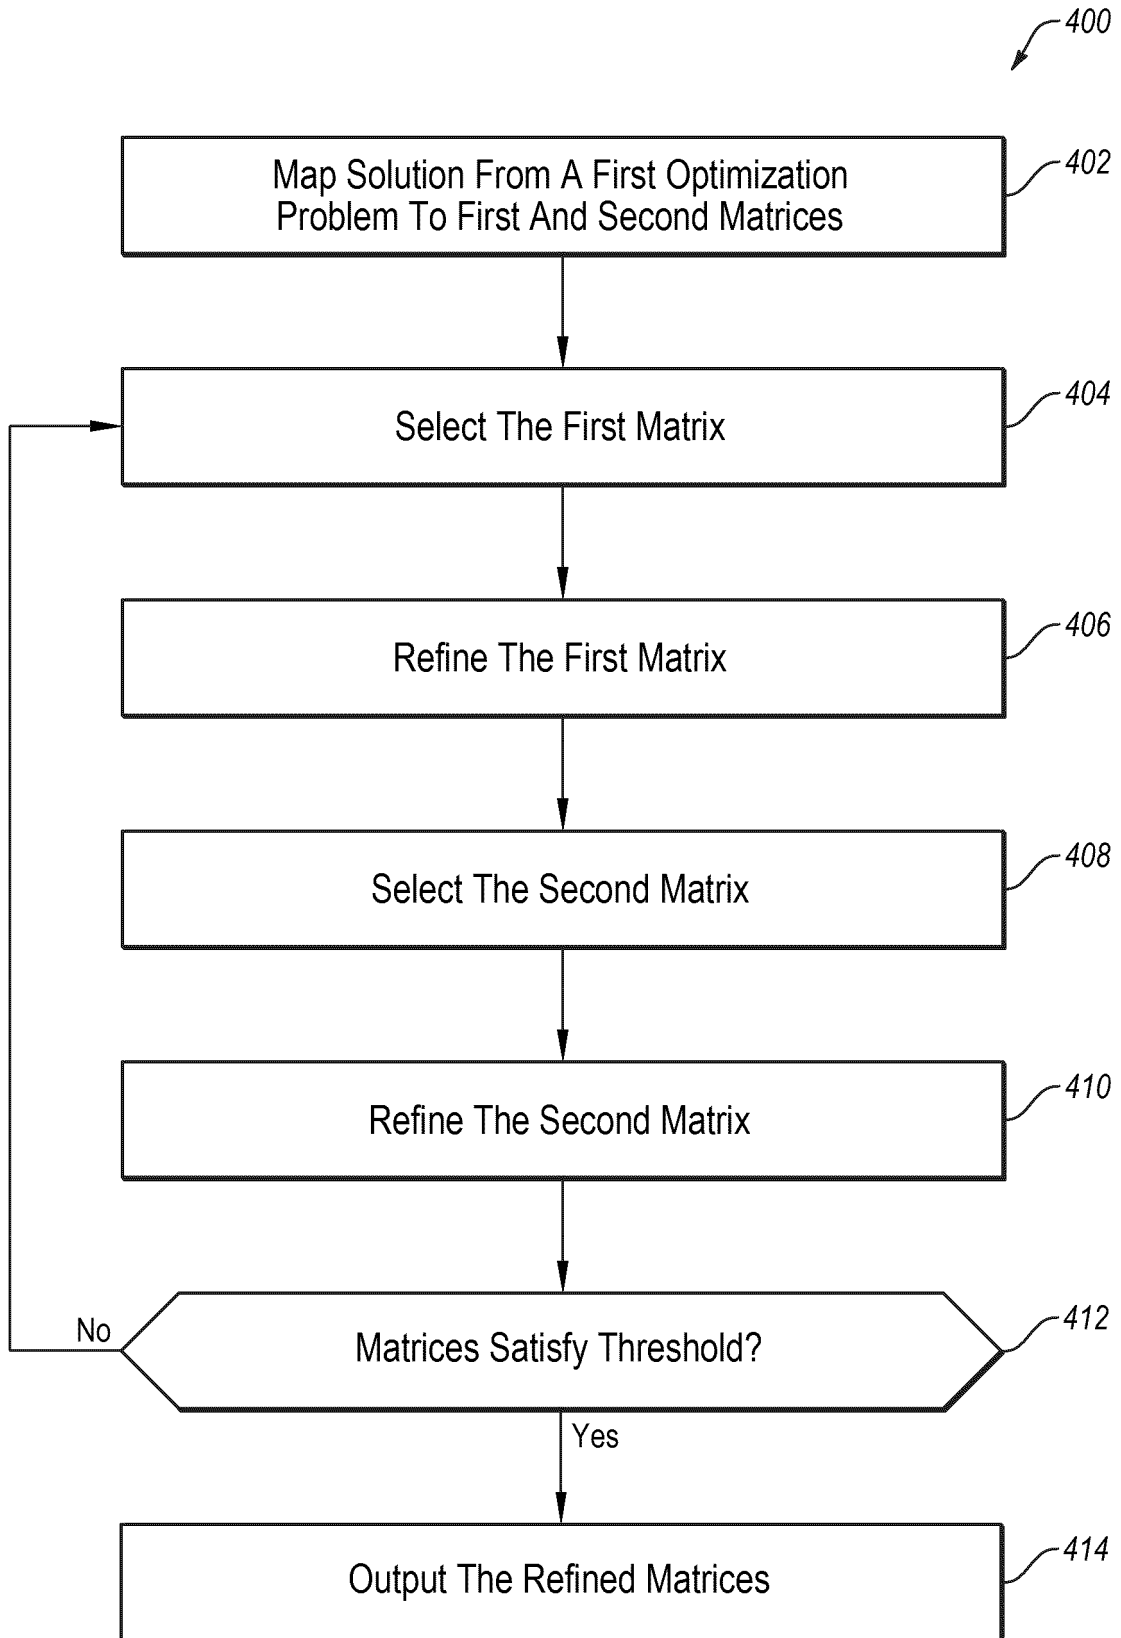 400
Map Solution From A First Optimization
Problem To First And Second Matrices
402
Select The First Matrix
404
Refine The First Matrix
406
Select The Second Matrix
408
Refine The Second Matrix
410
Matrices Satisfy Threshold?
412
No
Yes
Output The Refined Matrices
414